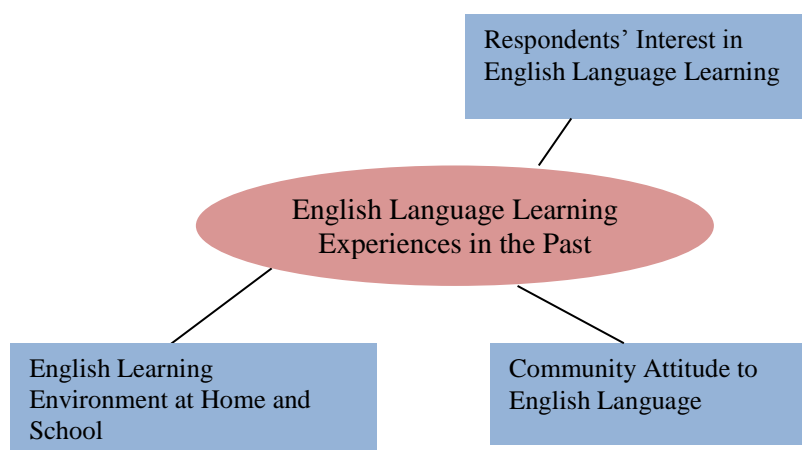 Respondents’ Interest in
English Language Learning
English Language Learning
Experiences in the Past
English Learning
Environment at Home and
School
Community Attitude to
English Language